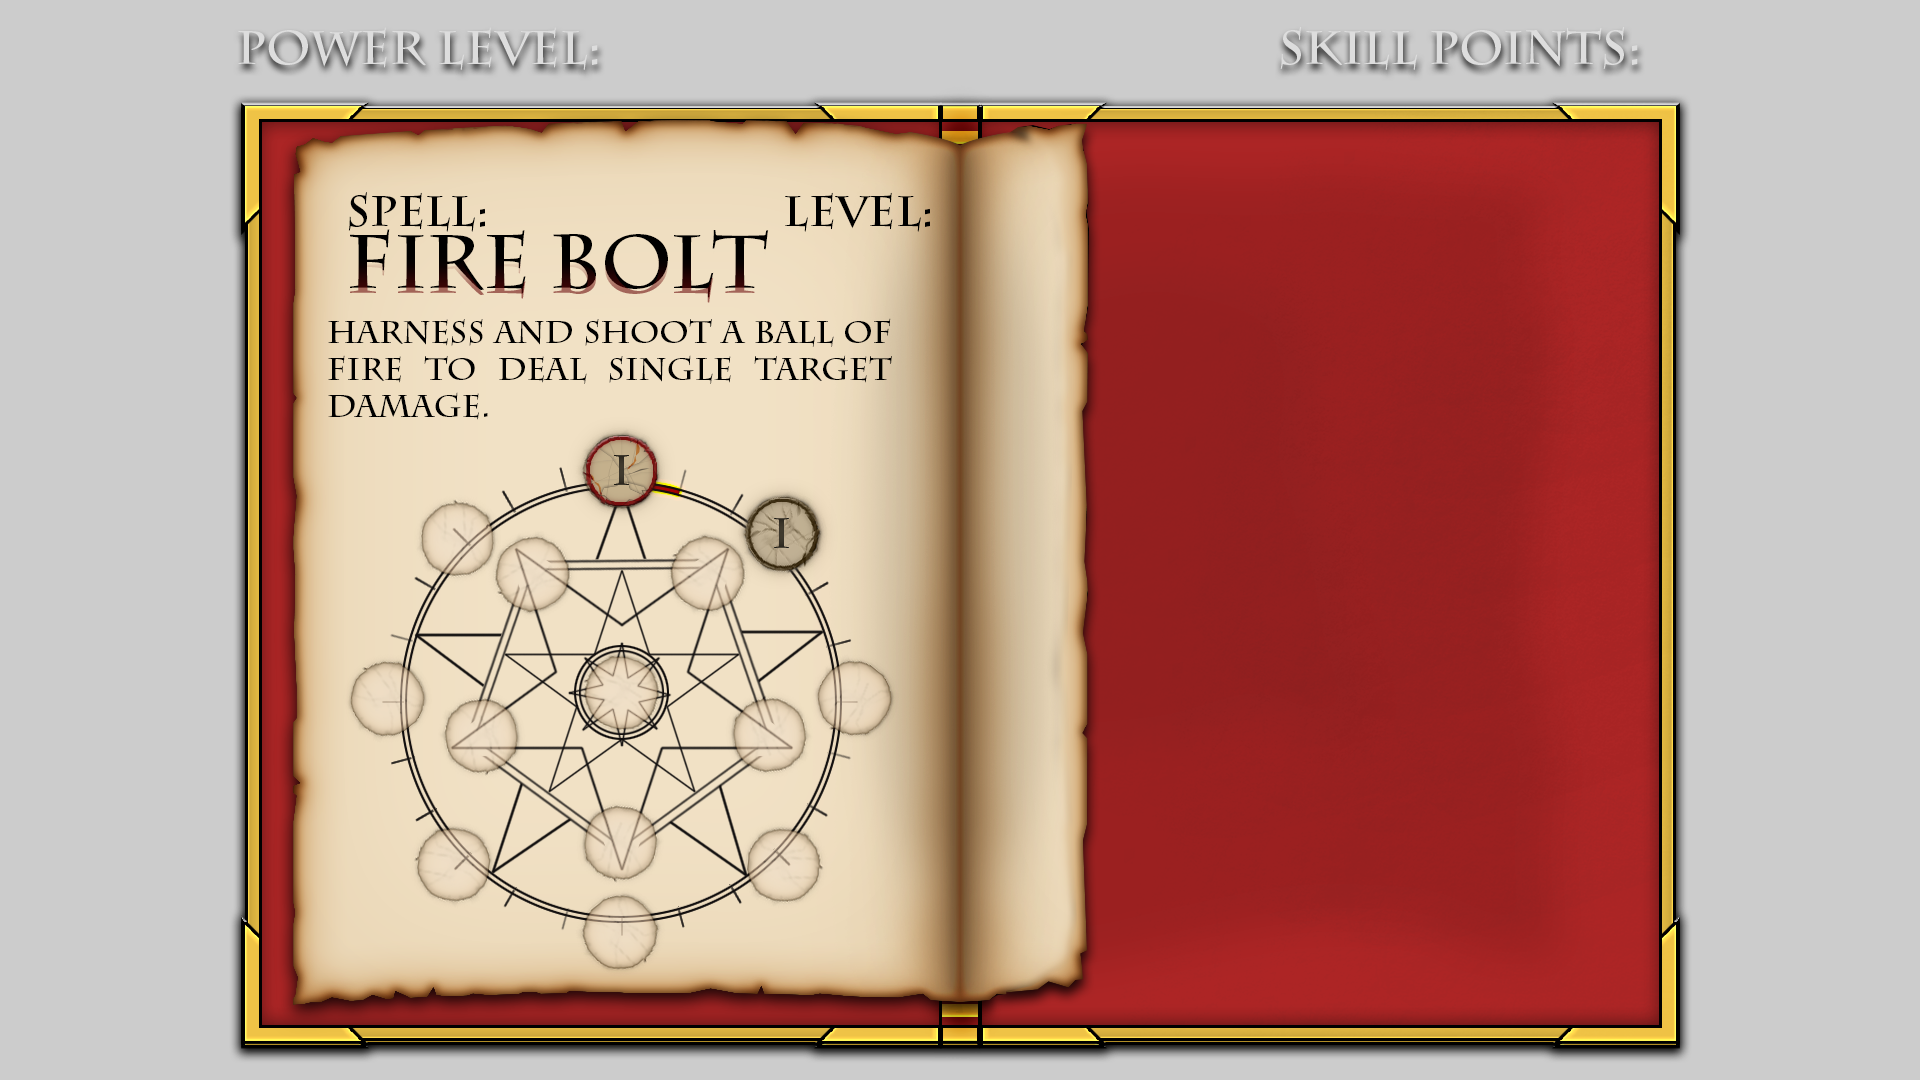 POWER LEVEL:
SKILL POINTS:
SPELL:
LEVEL:
FIRE BOLT
HARNESS AND SHOOT A BALL OF
FIRE TO DEAL SINGLE TARGET
DAMAGE.
I
I